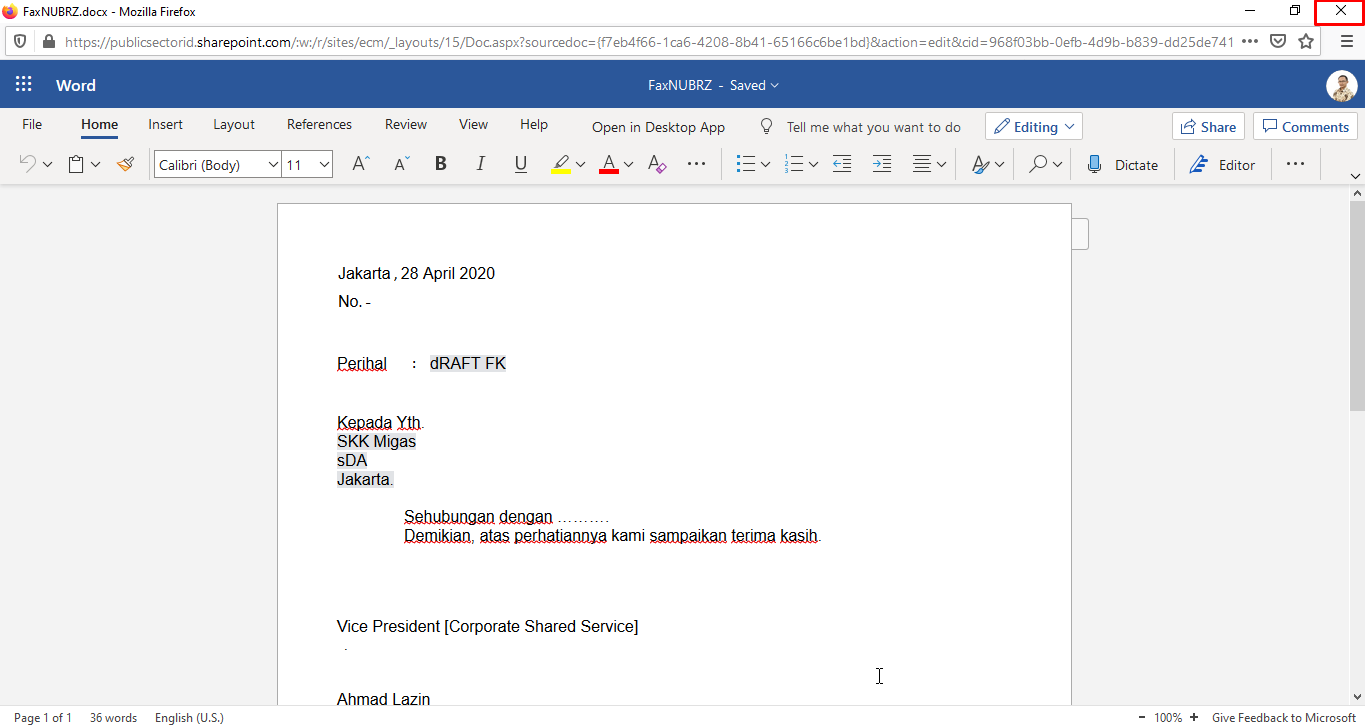 FaxNUBRZ.docx - Mozilla Firefox
https://publicsectorid.sharepoint.com/:w:/r/sites/ecm/_layouts/15/Doc.aspx?sourcedoc={f7eb4f66-1ca6-4208-8b41-65166c6be1bd}&action=edit&cid=968f03bb-0efb-4d9b-b839-dd25de741
Word FaxNUBRZ - Saved
File Home Insert Layout References Review View Help Open in Desktop App Tell me what you want to do Editing Share Comments
Calibri (Body) 11 A A B I U A A Dictate Editor
Jakarta , 28 April 2020
No. -
Perihal : dRAFT FK
Kepada Yth.
SKK Migas
sDA
Jakarta.
Sehubungan dengan ……….
Demikian, atas perhatiannya kami sampaikan terima kasih.
Vice President [Corporate Shared Service]
.
Ahmad Lazin
Page 1 of 1 36 words English (U.S.) - 100% + Give Feedback to Microsoft